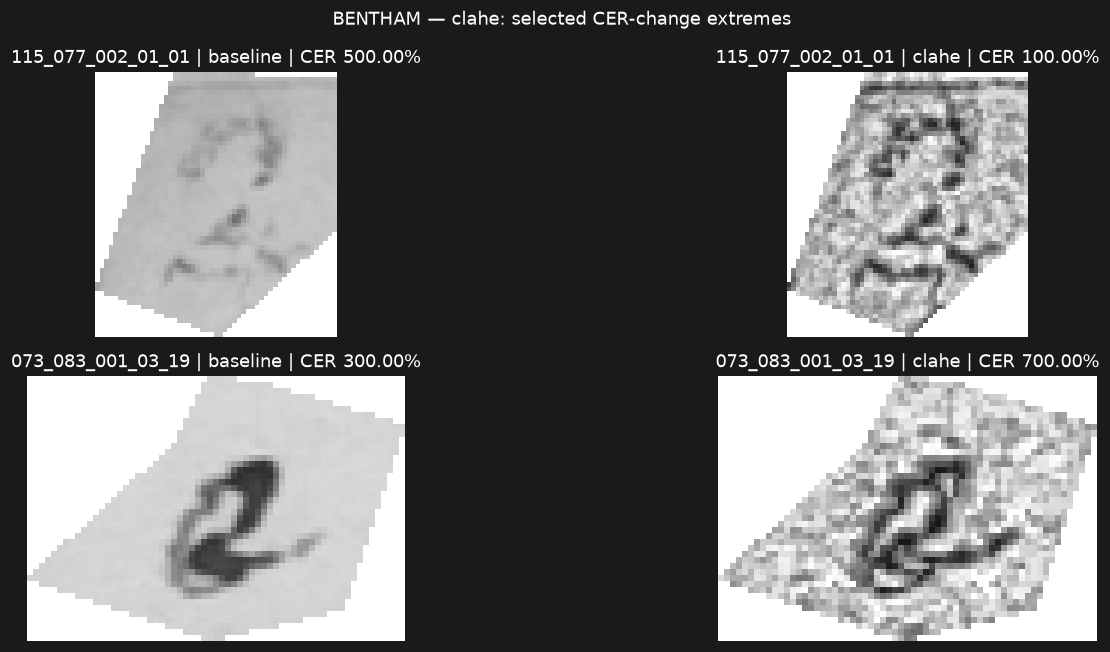 BENTHAM — clahe: selected CER-change extremes
115_077_002_01_01 | baseline | CER 500.00%
115_077_002_01_01 | clahe | CER 100.00%
073_083_001_03_19 | baseline | CER 300.00%
073_083_001_03_19 | clahe | CER 700.00%